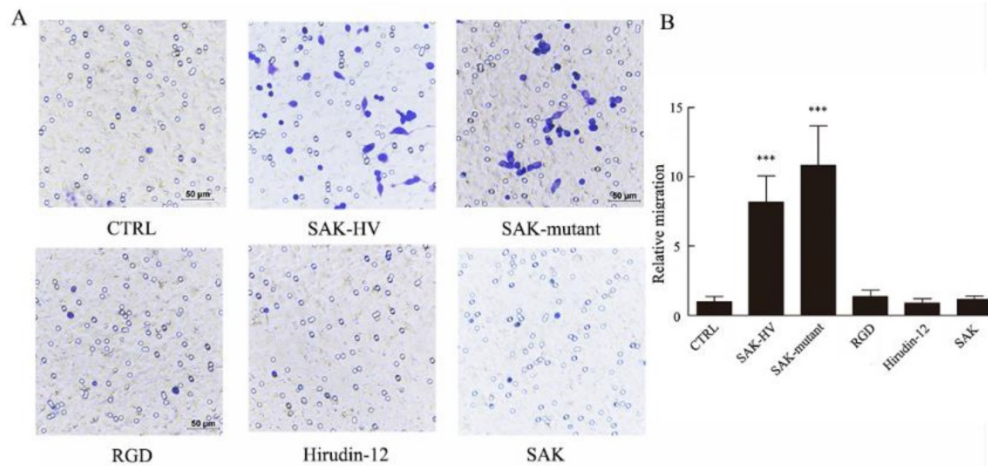 A
50 μm
50 μm
CTRL
SAK-HV
SAK-mutant
50 μm
RGD
Hirudin-12
SAK
B
Relative migration
15
10
5
0
***
***
CTRL
SAK-HV
SAK-mutant
RGD
Hirudin-12
SAK